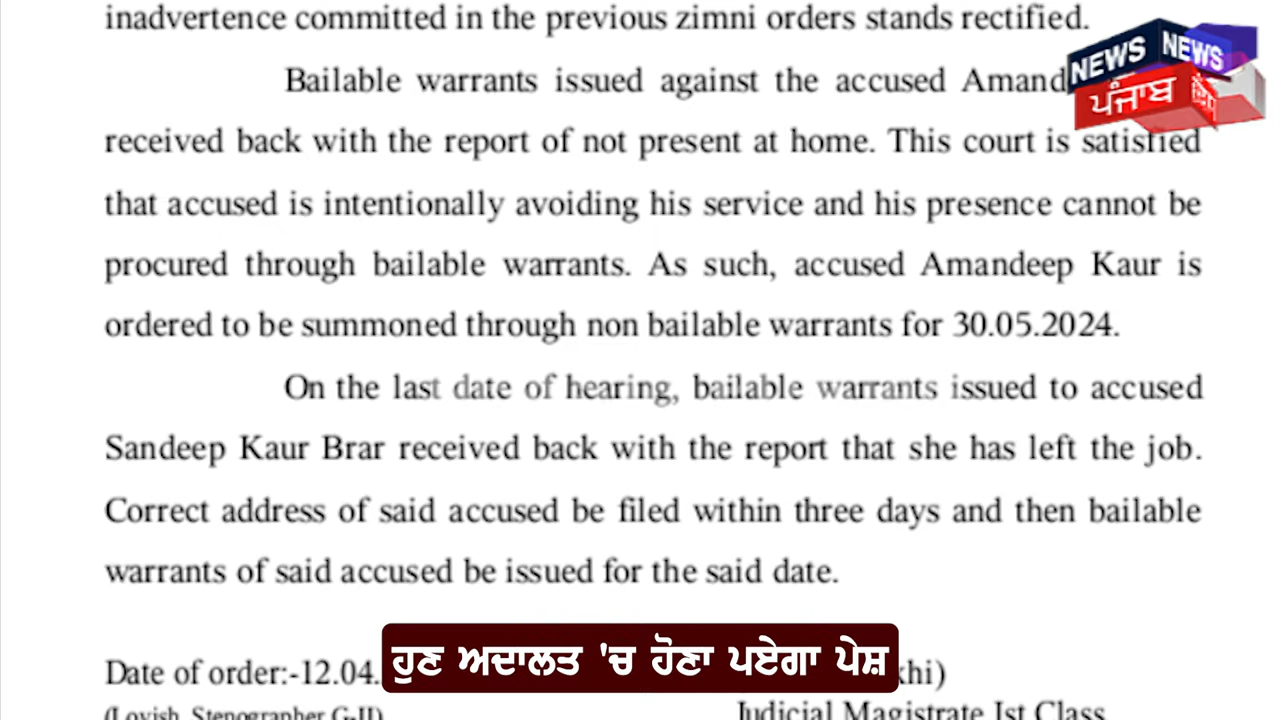 inadvertence committed in the previous zimni orders stands rectified.
Bailable warrants issued against the accused
received back with the report of not present at home. This court is satisfied
that accused is intentionally avoiding his service and his presence cannot be
procured through bailable warrants. As such, accused Amandeep Kaur is
ordered to be summoned through non bailable warrants for 30.05.2024.
On the last date of hearing, bailable warrants issued to accused
Sandeep Kaur Brar received back with the report that she has left the job.
Correct address of said accused be filed within three days and then bailable
warrants of said accused be issued for the said date.
Date of order:-12.04.
(Lovish, Stenographer G-II)
Judicial Magistrate Ist Class
NEWS NEWS
ਪੰਜਾਬ
ਹੁਣ ਅਦਾਲਤ 'ਚ ਹੋਣਾ ਪਏਗਾ ਪੇਸ਼